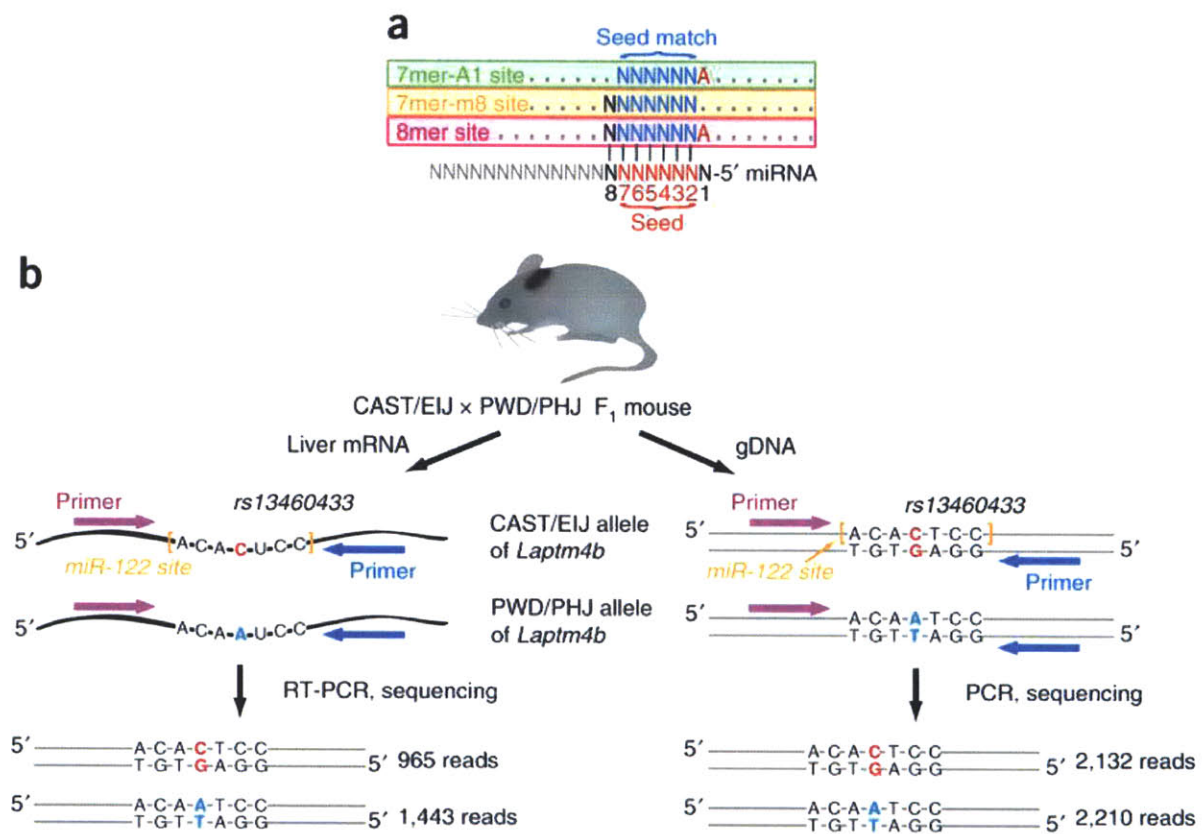 a
Seed match
7mer-A1 site . . . . . . NNNNNNA . . . . . . .
7mer-m8 site . . . . . NNNNNNN . . . . . . . .
8mer site . . . . . . . NNNNNNNA . . . . . . .
NNNNNNNNNNNNNNNNNNNNN-5′ miRNA
87654321
Seed
b
CAST/EIJ × PWD/PHJ F₁ mouse
Liver mRNA
gDNA
Primer
rs13460433
5′ [A-C-A-C-U-C-C]
miR-122 site
Primer
CAST/EIJ allele
of Laptm4b
Primer
rs13460433
5′ [A-C-A-C-T-C-C]
T-G-T-G-A-G-G 5′
miR-122 site
Primer
5′ A-C-A-A-U-C-C
PWD/PHJ allele
of Laptm4b
5′ A-C-A-A-T-C-C
T-G-T-T-A-G-G 5′
RT-PCR, sequencing
PCR, sequencing
5′ A-C-A-C-T-C-C
T-G-T-G-A-G-G 5′ 965 reads
5′ A-C-A-A-T-C-C
T-G-T-T-A-G-G 5′ 1,443 reads
5′ A-C-A-C-T-C-C
T-G-T-G-A-G-G 5′ 2,132 reads
5′ A-C-A-A-T-C-C
T-G-T-T-A-G-G 5′ 2,210 reads